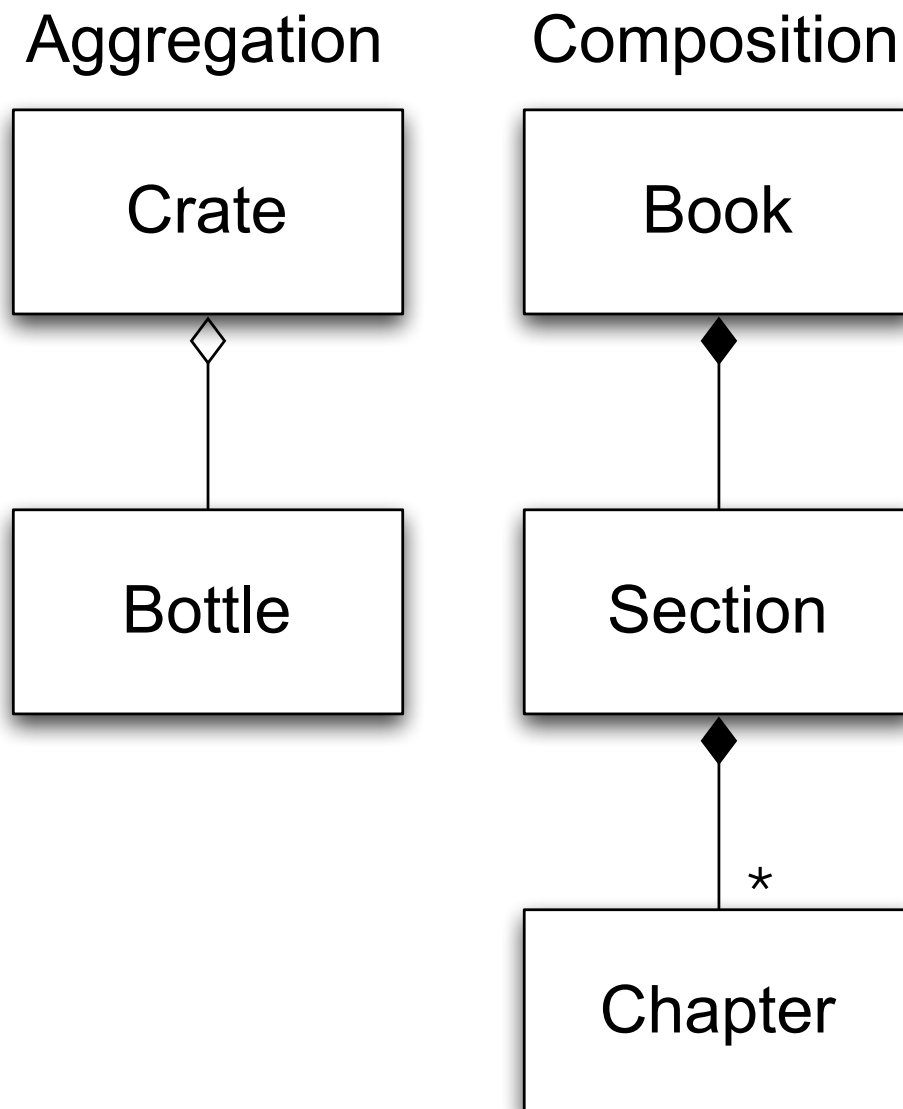 Aggregation
Composition
Crate
Book
Bottle
Section
*
Chapter